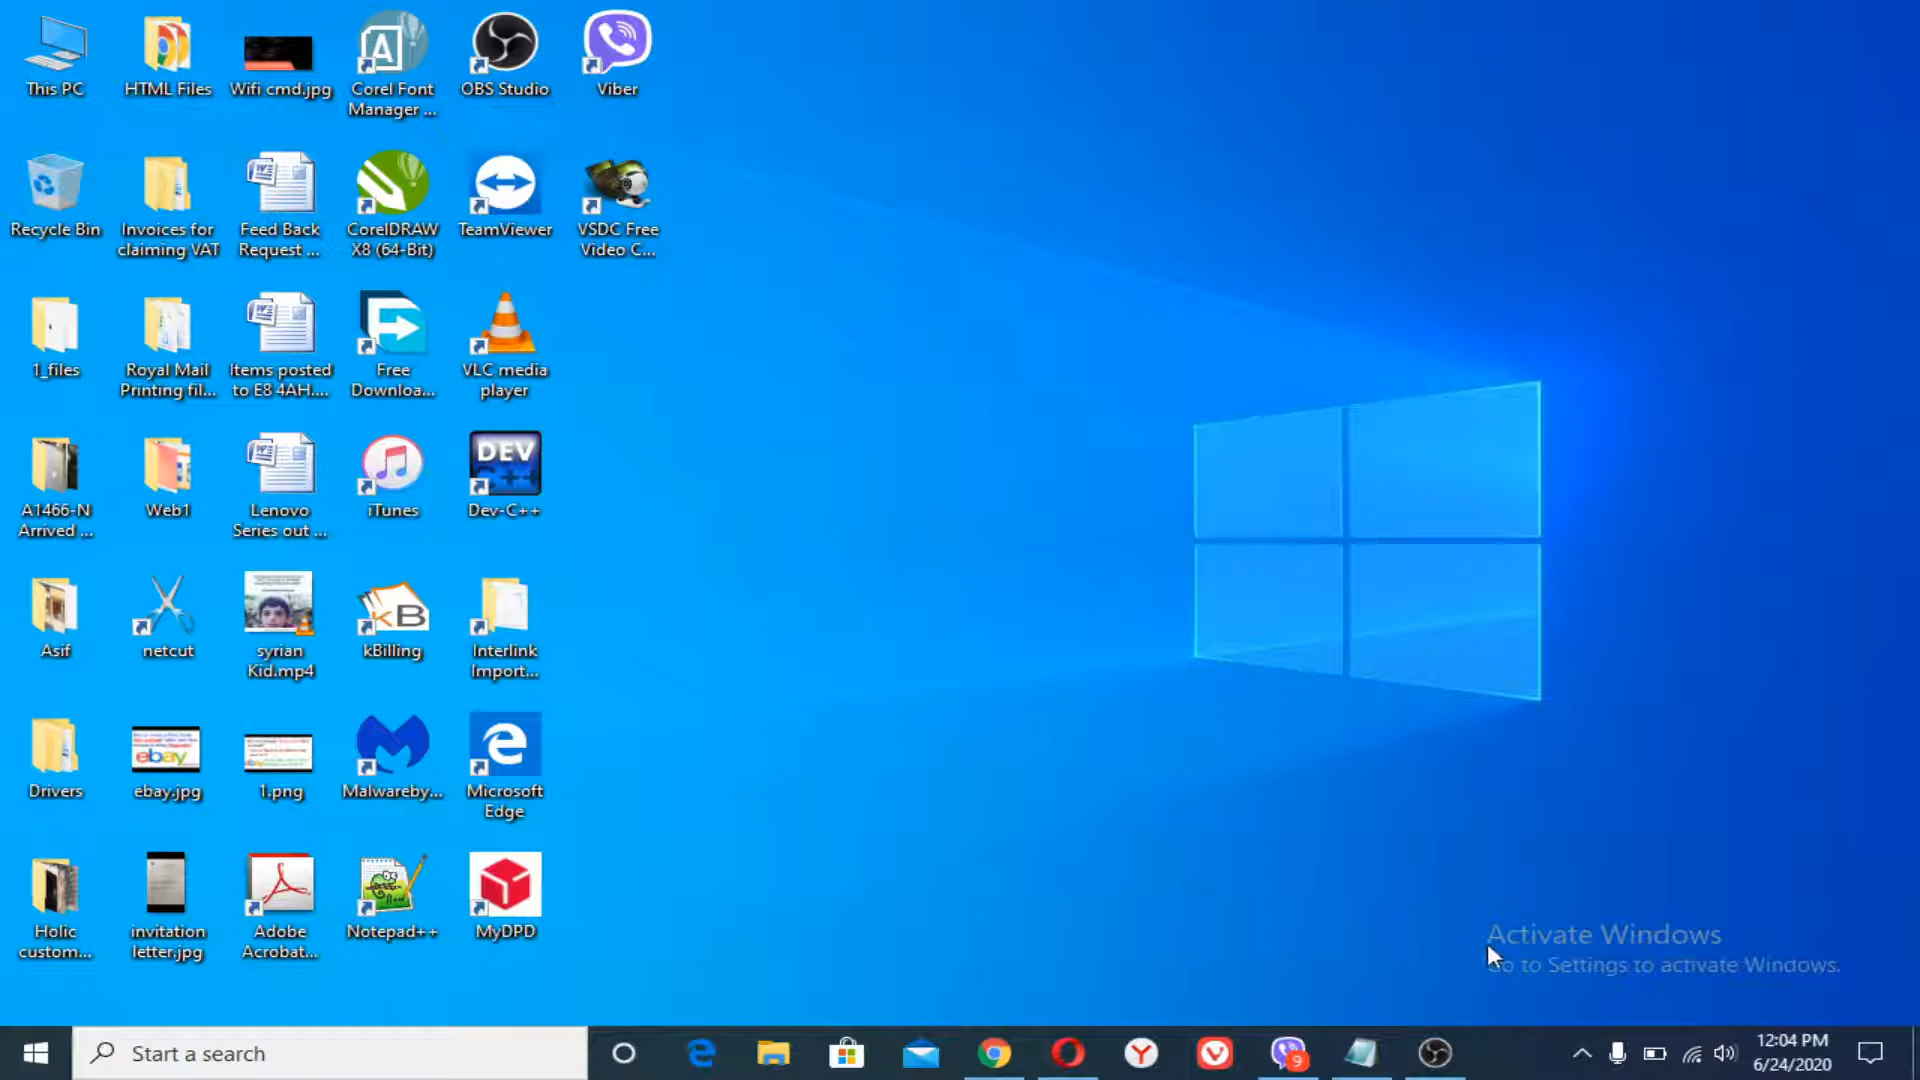 This PC
HTML Files
Wifi cmd.jpg
Corel Font
Manager ...
OBS Studio
Viber
Recycle Bin
Invoices for
claiming VAT
Feed Back
Request ...
CorelDRAW
X8 (64-Bit)
TeamViewer
VSDC Free
Video C...
1_files
Royal Mail
Printing fil...
Items posted
to E8 4AH....
Free
Downloa...
VLC media
player
A1466-N
Arrived ...
Web1
Lenovo
Series out ...
iTunes
DEV
C++
Dev-C++
Asif
netcut
syrian
Kid.mp4
kB
kBilling
Interlink
Import...
Drivers
ebay
ebay.jpg
1.png
Malwareby...
Microsoft
Edge
Holic
custom...
invitation
letter.jpg
Adobe
Acrobat...
Notepad++
MyDPD
Activate Windows
Go to Settings to activate Windows.
Start a search
9
12:04 PM
6/24/2020